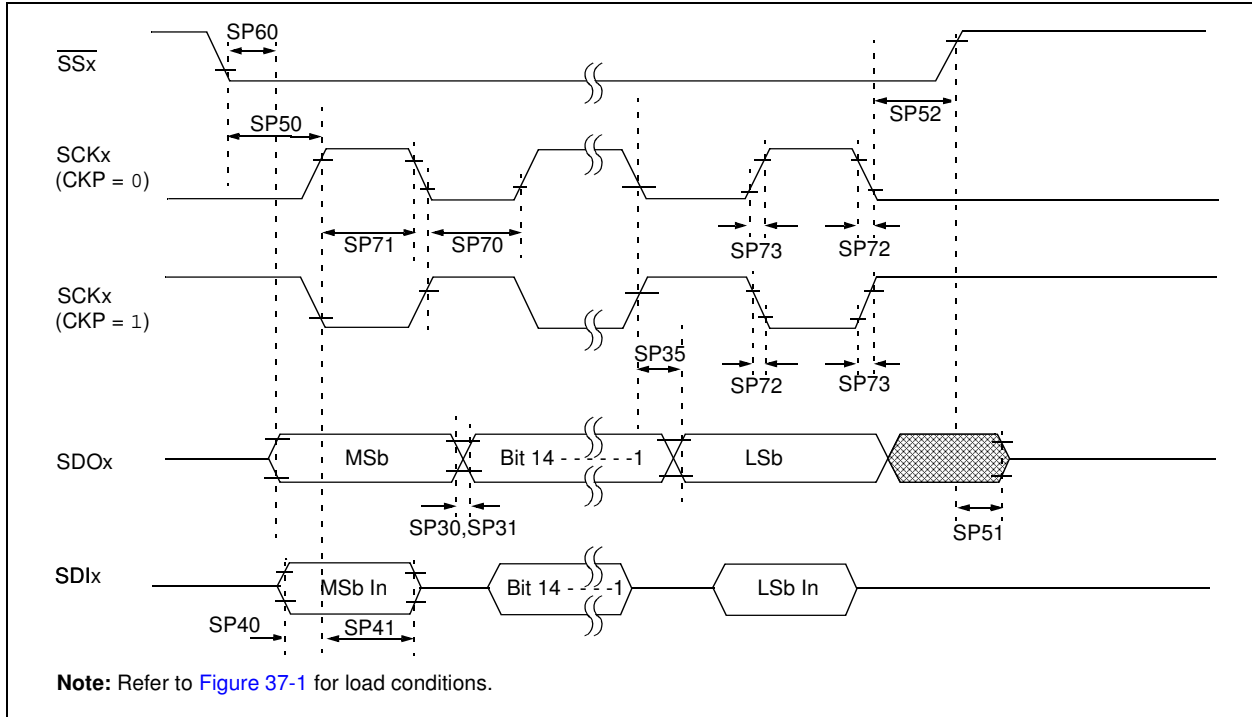 SP60
SSx
SP50
SP52
SCKx
(CKP = 0)
SP71
SP70
SP73
SP72
SCKx
(CKP = 1)
SP35
SP72
SP73
SDOx
MSb
Bit 14 - - - - - -1
LSb
SP30,SP31
SP51
SDIx
MSb In
Bit 14 - - - -1
LSb In
SP40
SP41
Note: Refer to Figure 37-1 for load conditions.